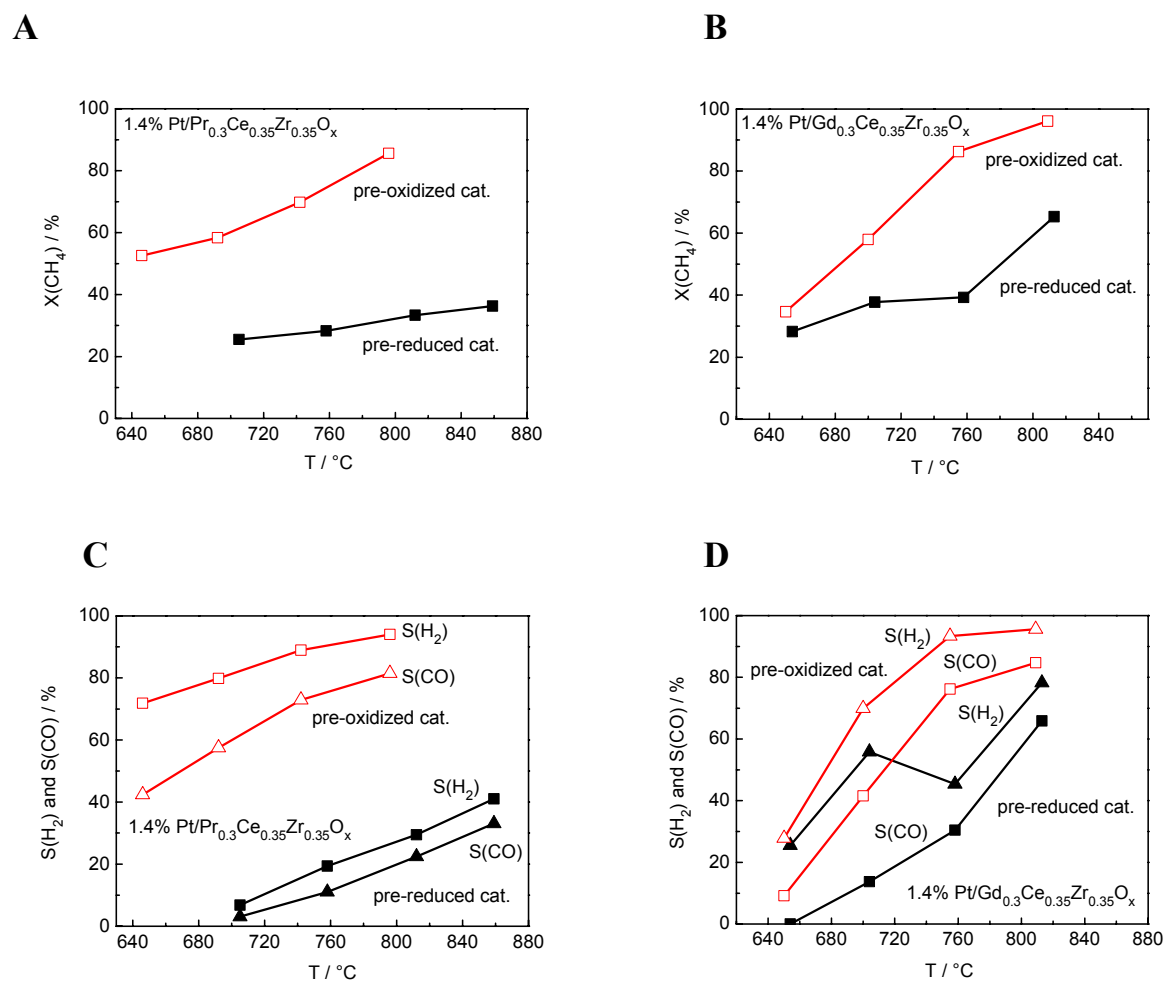 A
1.4% Pt/Pr0.3Ce0.35Zr0.35Ox
pre-oxidized cat.
pre-reduced cat.
X(CH4) / %
100
80
60
40
20
0
640 680 720 760 800 840 880
T / °C
B
1.4% Pt/Gd0.3Ce0.35Zr0.35Ox
pre-oxidized cat.
pre-reduced cat.
X(CH4) / %
100
80
60
40
20
0
640 680 720 760 800 840
T / °C
C
S(H2)
S(CO)
pre-oxidized cat.
S(H2)
1.4% Pt/Pr0.3Ce0.35Zr0.35Ox
S(CO)
pre-reduced cat.
S(H2) and S(CO) / %
100
80
60
40
20
0
640 680 720 760 800 840 880
T / °C
D
S(H2)
pre-oxidized cat.
S(CO)
S(H2)
pre-reduced cat.
S(CO)
1.4% Pt/Gd0.3Ce0.35Zr0.35Ox
S(H2) and S(CO) / %
100
80
60
40
20
0
640 680 720 760 800 840 880
T / °C